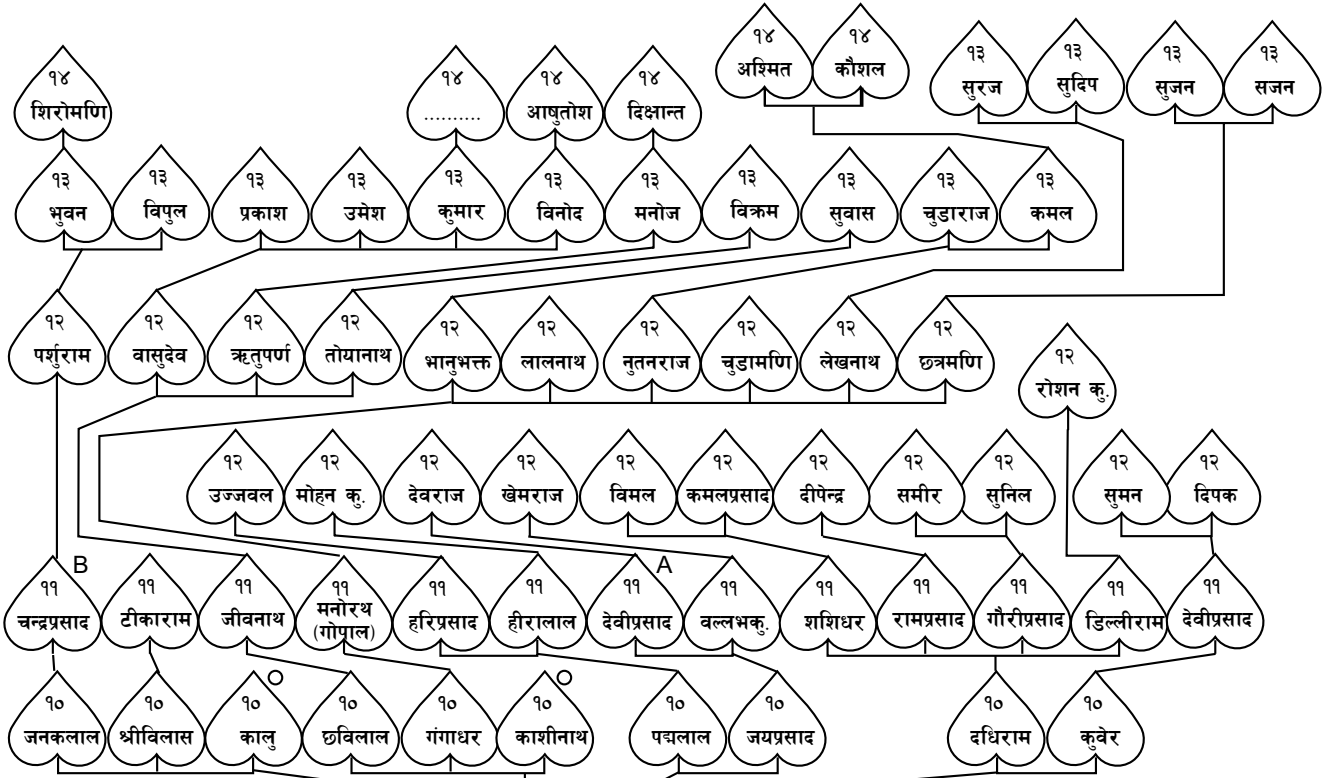 १४ १४
अश्मित कौशल
१३ १३ १३ १३
सुरज सुदिप सुजन सजन
१४ १४ १४ १४
शिरोमणि .......... आषुतोश दिक्षान्त
१३ १३ १३ १३ १३ १३ १३ १३ १३ १३ १३
भुवन विपुल प्रकाश उमेश कुमार विनोद मनोज विक्रम सुवास चुडाराज कमल
१२ १२ १२ १२ १२ १२ १२ १२ १२ १२
पर्शुराम वासुदेव ऋतुपर्ण तोयानाथ भानुभक्त लालनाथ नुतनराज चुडामणि लेखनाथ छत्रमणि
१२
रोशन कु.
१२ १२ १२ १२ १२ १२ १२ १२ १२ १२ १२
उज्जवल मोहन कु. देवराज खेमराज विमल कमलप्रसाद दीपेन्द्र समीर सुनिल सुमन दिपक
B A
११ ११ ११ ११ ११ ११ ११ ११ ११ ११ ११ ११ ११
चन्द्रप्रसाद टीकाराम जीवनाथ मनोरथ (गोपाल) हरिप्रसाद हीरालाल देवीप्रसाद वल्लभकु. शशिधर रामप्रसाद गौरीप्रसाद डिल्लीराम देवीप्रसाद
१० १० १० १० १० १० १० १० १० १०
जनकलाल श्रीविलास कालु छविलाल गंगाधर काशीनाथ पद्मलाल जयप्रसाद दधिराम कुवेर